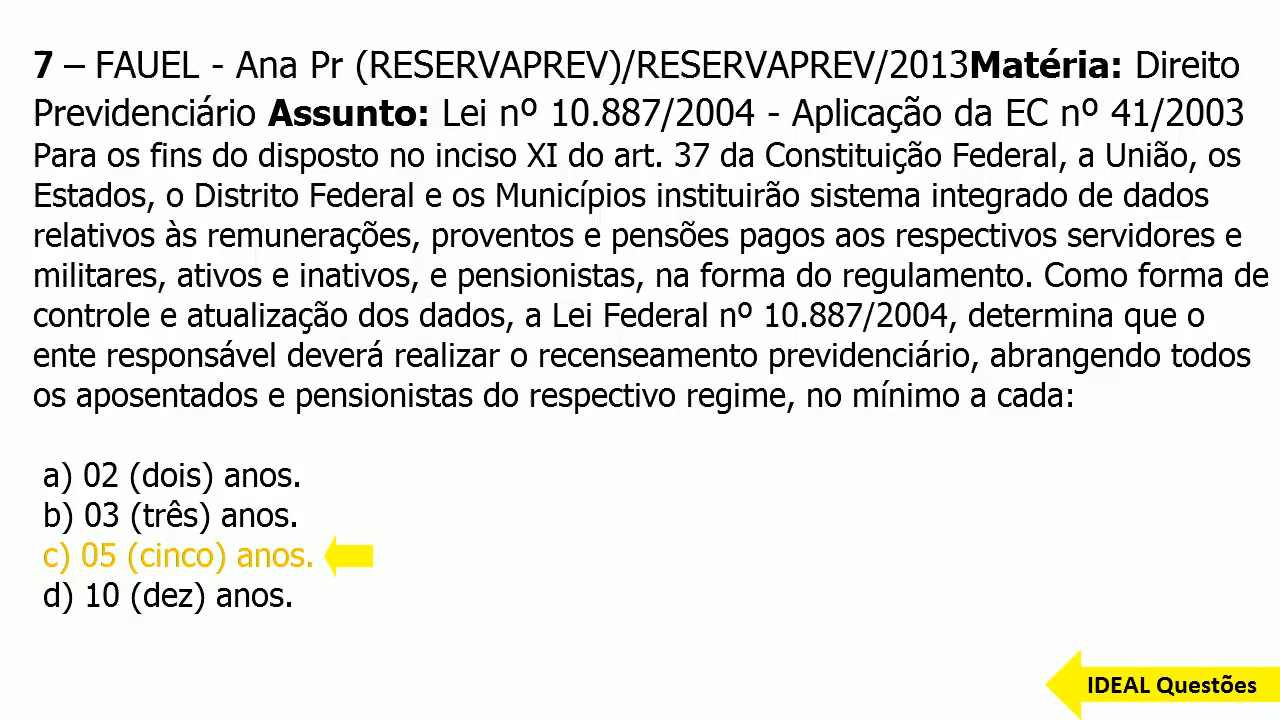 7 – FAUEL - Ana Pr (RESERVAPREV)/RESERVAPREV/2013Matéria: Direito
Previdenciário Assunto: Lei nº 10.887/2004 - Aplicação da EC nº 41/2003
Para os fins do disposto no inciso XI do art. 37 da Constituição Federal, a União, os
Estados, o Distrito Federal e os Municípios instituirão sistema integrado de dados
relativos às remunerações, proventos e pensões pagos aos respectivos servidores e
militares, ativos e inativos, e pensionistas, na forma do regulamento. Como forma de
controle e atualização dos dados, a Lei Federal nº 10.887/2004, determina que o
ente responsável deverá realizar o recenseamento previdenciário, abrangendo todos
os aposentados e pensionistas do respectivo regime, no mínimo a cada:
a) 02 (dois) anos.
b) 03 (três) anos.
c) 05 (cinco) anos.
d) 10 (dez) anos.
IDEAL Questões